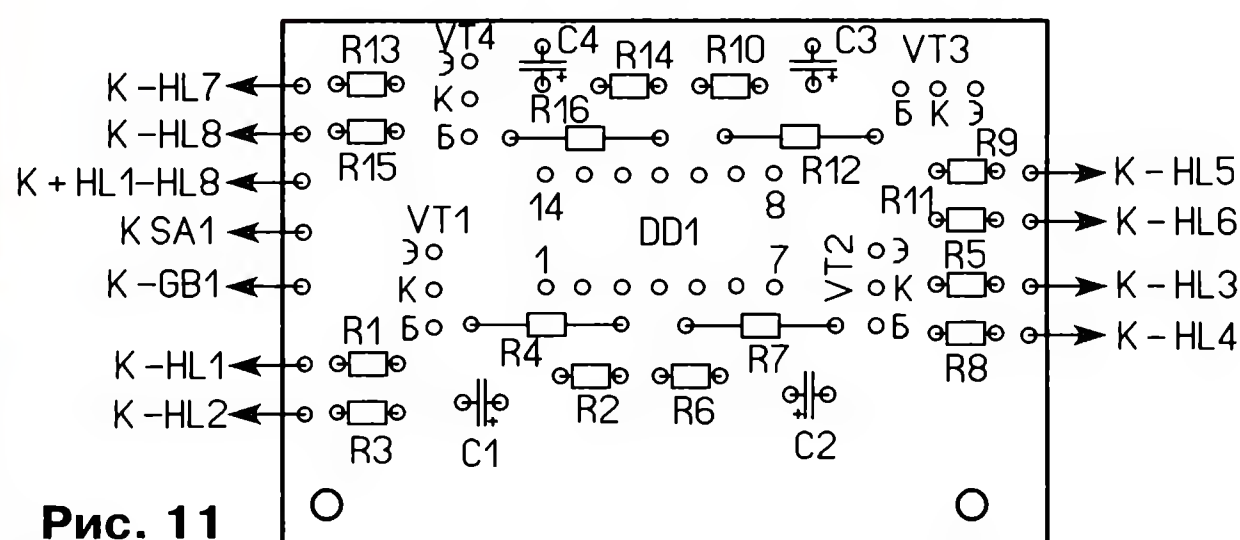 R13
VT4
C4
R14
R10
C3
VT3
Э
К
Б
К -HL7
К -HL8
К + HL1-HL8
К SA1
К -GB1
К -HL1
К -HL2
R15
R16
R12
Б К Э
R9
R11
К - HL5
К - HL6
14
8
DD1
1
7
VT1
Э
К
Б
VT2
Э
К
Б
R5
R8
К - HL3
К - HL4
R1
R3
R4
R7
R2
R6
C1
C2
+
+
+
+
Рис. 11